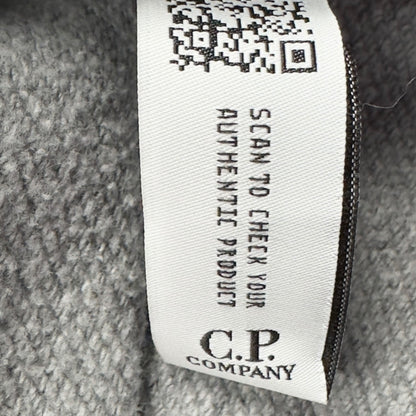 SCAN TO CHECK YOUR
AUTHENTIC PRODUCT
C.P.
COMPANY